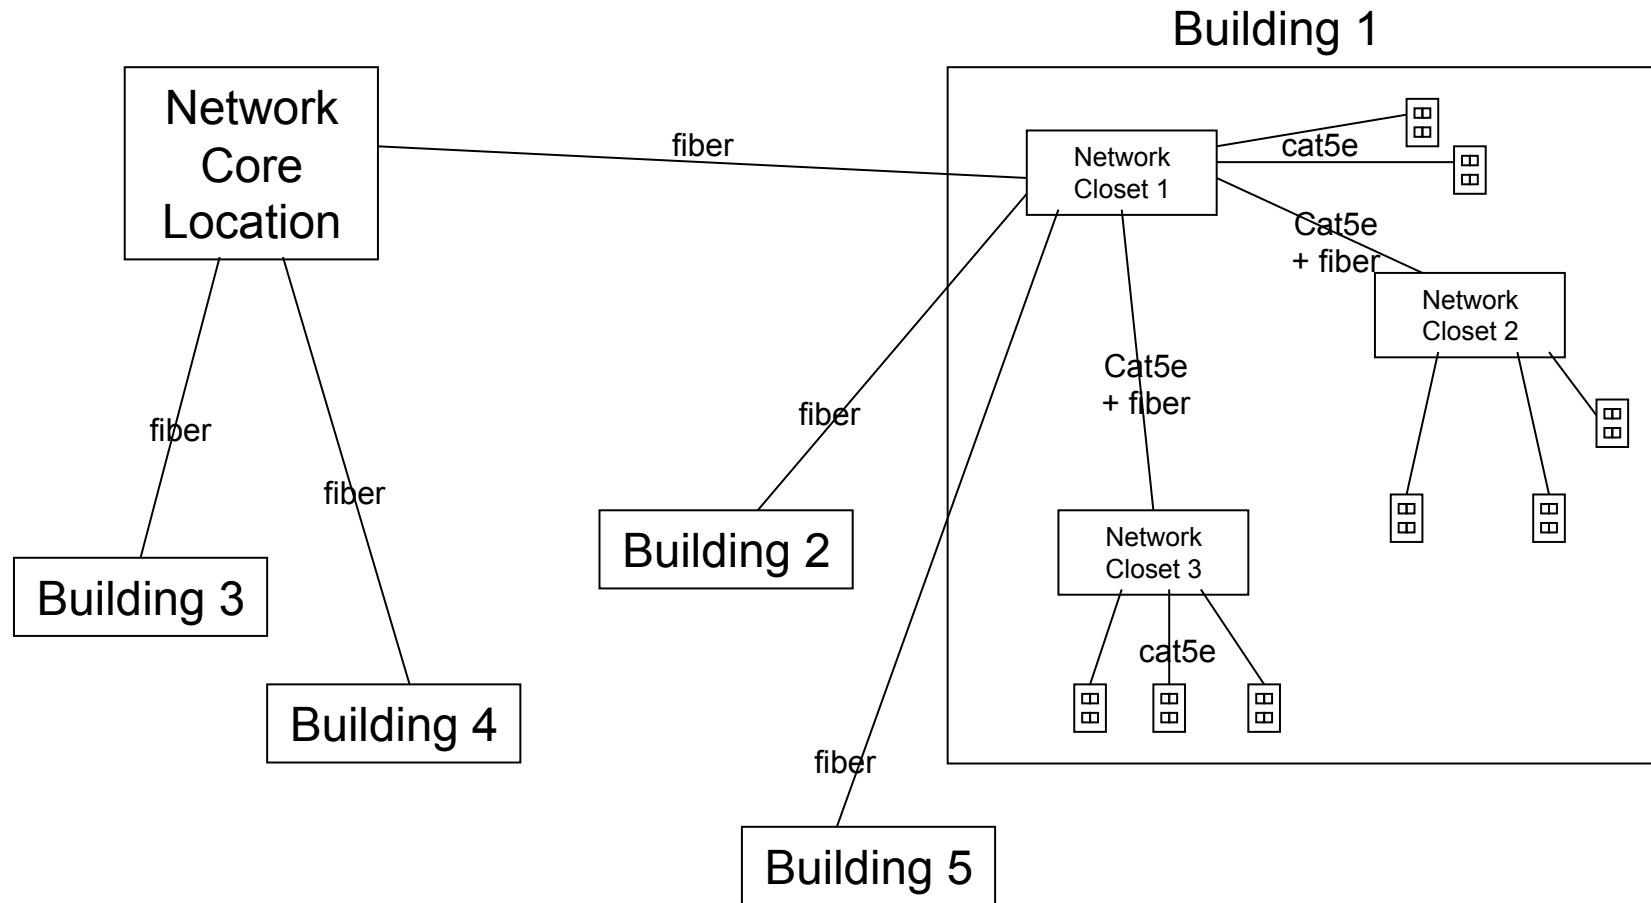 Building 1
Network
Core
Location
fiber
Network
Closet 1
cat5e
Cat5e
+ fiber
Network
Closet 2
Cat5e
+ fiber
fiber
fiber
fiber
Building 2
Network
Closet 3
Building 3
cat5e
Building 4
fiber
Building 5